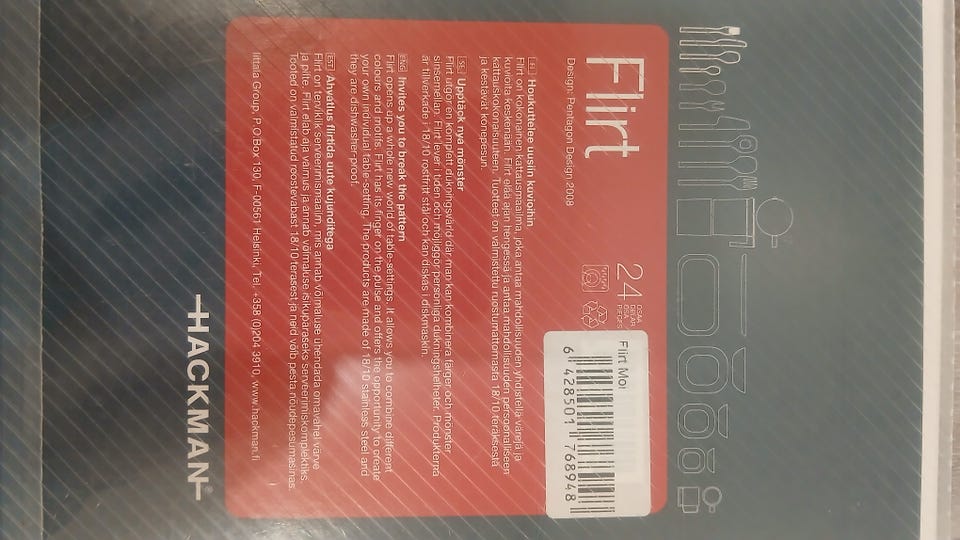 Flirt
Design: Pentagon Design 2008
24 OSAA
DELAR
OSA
PIECES
Flirt Moi
6 428501 768948
FI Houkuttelee uusiin kuvioihin
Flirt on kokonainen kattausmaailma, joka antaa mahdollisuuden yhdistellä värejä ja
kuvioita keskenään. Flirt elää ajan hengessä ja antaa mahdollisuuden persoonalliseen
kattauskokonaisuuteen. Tuotteet on valmistettu ruostumattomasta 18/10 teräksestä
ja kestävät konepesun.
SE Upptäck nya mönster
Flirt utgör en komplett dukningsvärld där man kan kombinera färger och mönster
sinsemellan. Flirt lever i tiden och möjliggör personliga dukningshelheter. Produkterna
är tillverkade i 18/10 rostfritt stål och kan diskas i diskmaskin.
ENG Invites you to break the pattern
Flirt opens up a whole new world of table-settings. It allows you to combine different
colours and motifs. Flirt has its finger on the pulse and offers the opportunity to create
your own individual table-setting. The products are made of 18/10 stainless steel and
they are dishwasher-proof.
EST Ahvatlus flirtida uute kujunditega
Flirt on terviklik serveerimismaailm, mis annab võimaluse ühendada omavahel värve
ja pilte. Flirt elab aja vaimus ja annab võimaluse isikupäraseks serveerimiskomplektiks.
Tooted on valmistatud roostevabast 18/10 terasest ja neid võib pesta nõudepesumasinas.
Iittala Group, P.O.Box 130, F-00561 Helsinki, Tel. +358 (0)204 3910, www.hackman.fi
HACKMAN®